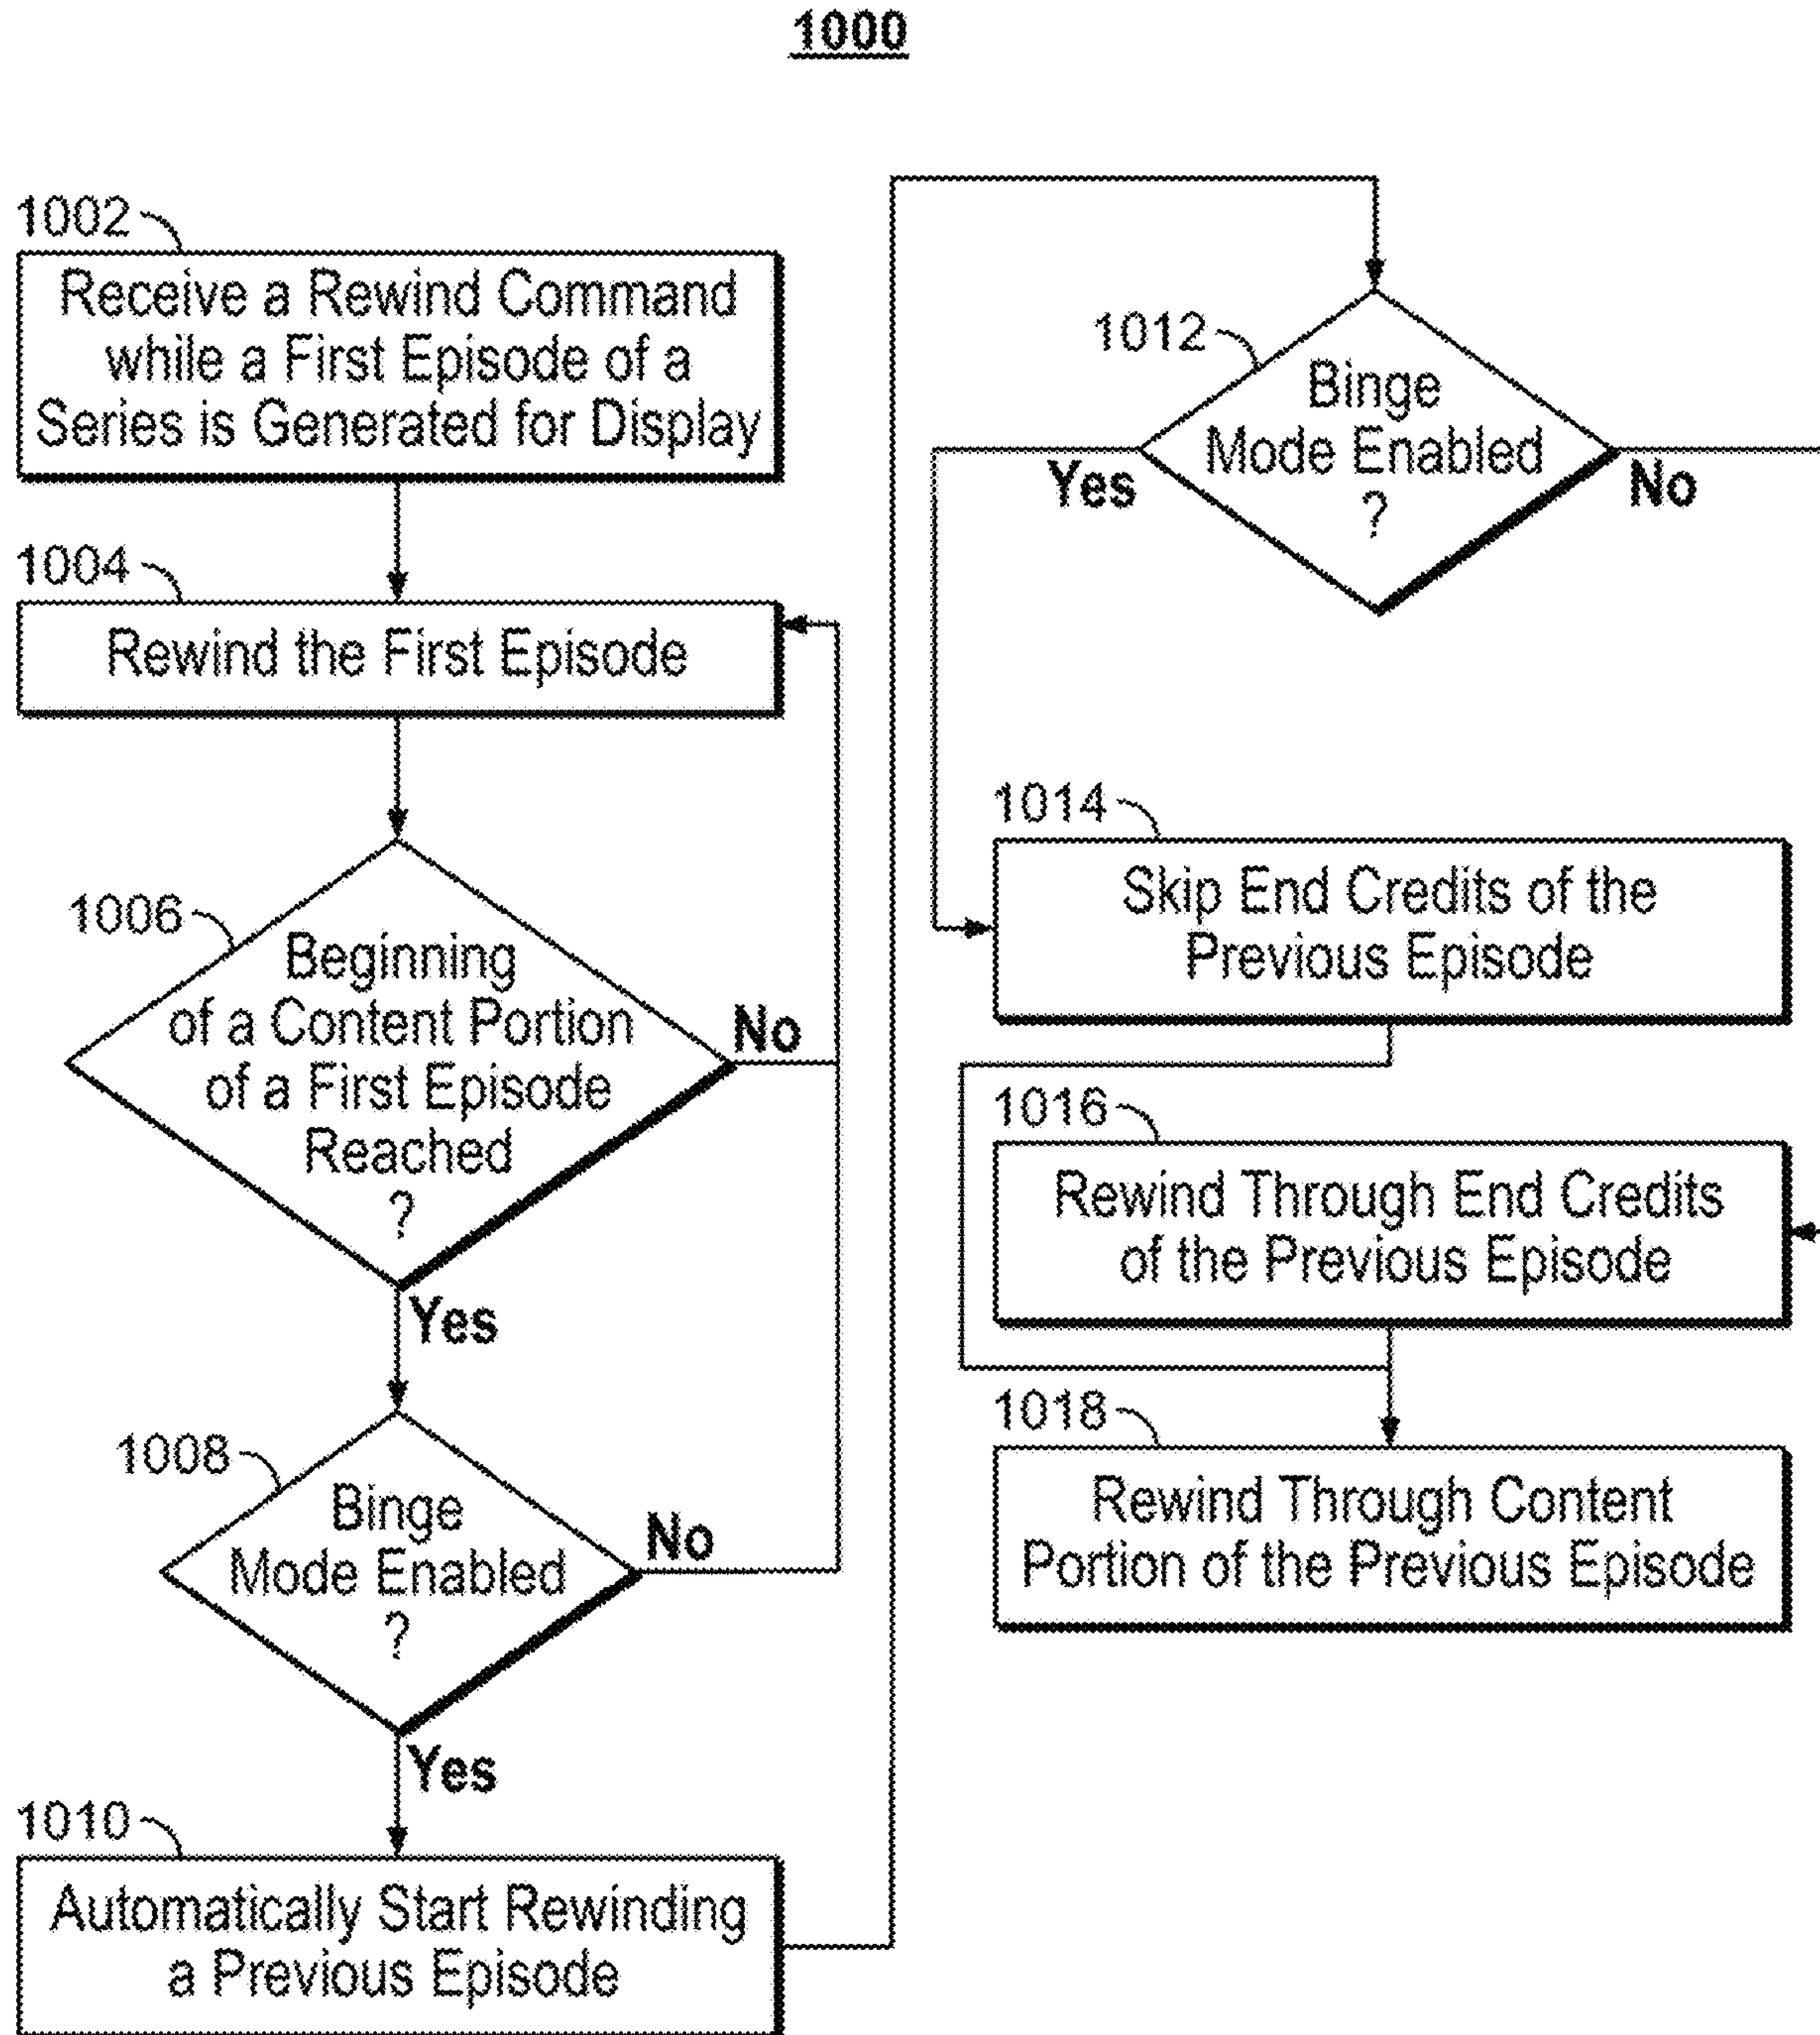 1000
1002
Receive a Rewind Command
while a First Episode of a
Series is Generated for Display
1004
Rewind the First Episode
1006
Beginning
of a Content Portion
of a First Episode
Reached
?
No
Yes
1008
Binge
Mode Enabled
?
No
Yes
1010
Automatically Start Rewinding
a Previous Episode
1012
Binge
Mode Enabled
?
Yes
No
1014
Skip End Credits of the
Previous Episode
1016
Rewind Through End Credits
of the Previous Episode
1018
Rewind Through Content
Portion of the Previous Episode